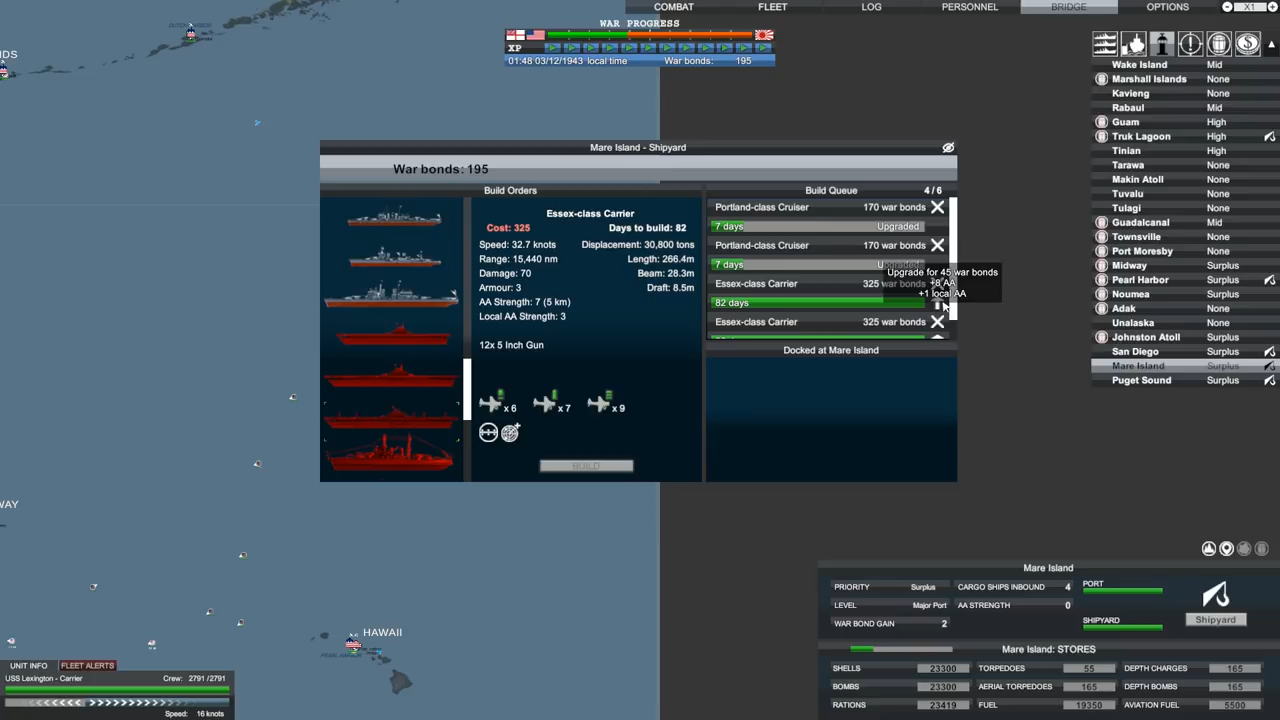 COMBAT FLEET LOG PERSONNEL BRIDGE OPTIONS X1
WAR PROGRESS
XP
01:48 03/12/1943 local time War bonds: 195
DUTCH HARBOR
NDS
Wake Island Mid
Marshall Islands None
Kavieng None
Rabaul Mid
Guam High
Truk Lagoon High
Tinian High
Tarawa None
Makin Atoll None
Tuvalu None
Tulagi None
Guadalcanal Mid
Townsville None
Port Moresby None
Midway Surplus
Pearl Harbor Surplus
Noumea Surplus
Adak Surplus
Unalaska Surplus
Johnston Atoll Surplus
San Diego Surplus
Mare Island Surplus
Puget Sound Surplus
Mare Island - Shipyard
War bonds: 195
Build Orders
Essex-class Carrier
Cost: 325 Days to build: 82
Speed: 32.7 knots Displacement: 30,800 tons
Range: 15,440 nm Length: 266.4m
Damage: 70 Beam: 28.3m
Armour: 3 Draft: 8.5m
AA Strength: 7 (5 km)
Local AA Strength: 3
12x 5 Inch Gun
x 6 x 7 x 9
BUILD
Build Queue 4 / 6
Portland-class Cruiser 170 war bonds
7 days Upgraded
Portland-class Cruiser 170 war bonds
7 days
Upgrade for 45 war bonds
+8 AA
+1 local AA
Essex-class Carrier 325 war bonds
82 days
Essex-class Carrier 325 war bonds
Docked at Mare Island
WAY
HAWAII
PEARL HARBOR
UNIT INFO FLEET ALERTS
USS Lexington - Carrier Crew: 2791/2791
Speed: 16 knots
Mare Island
PRIORITY Surplus CARGO SHIPS INBOUND 4 PORT
LEVEL Major Port AA STRENGTH 0
WAR BOND GAIN 2 SHIPYARD
Shipyard
Mare Island: STORES
SHELLS 23300 TORPEDOES 55 DEPTH CHARGES 165
BOMBS 23300 AERIAL TORPEDOES 165 DEPTH BOMBS 165
RATIONS 23419 FUEL 19350 AVIATION FUEL 5500